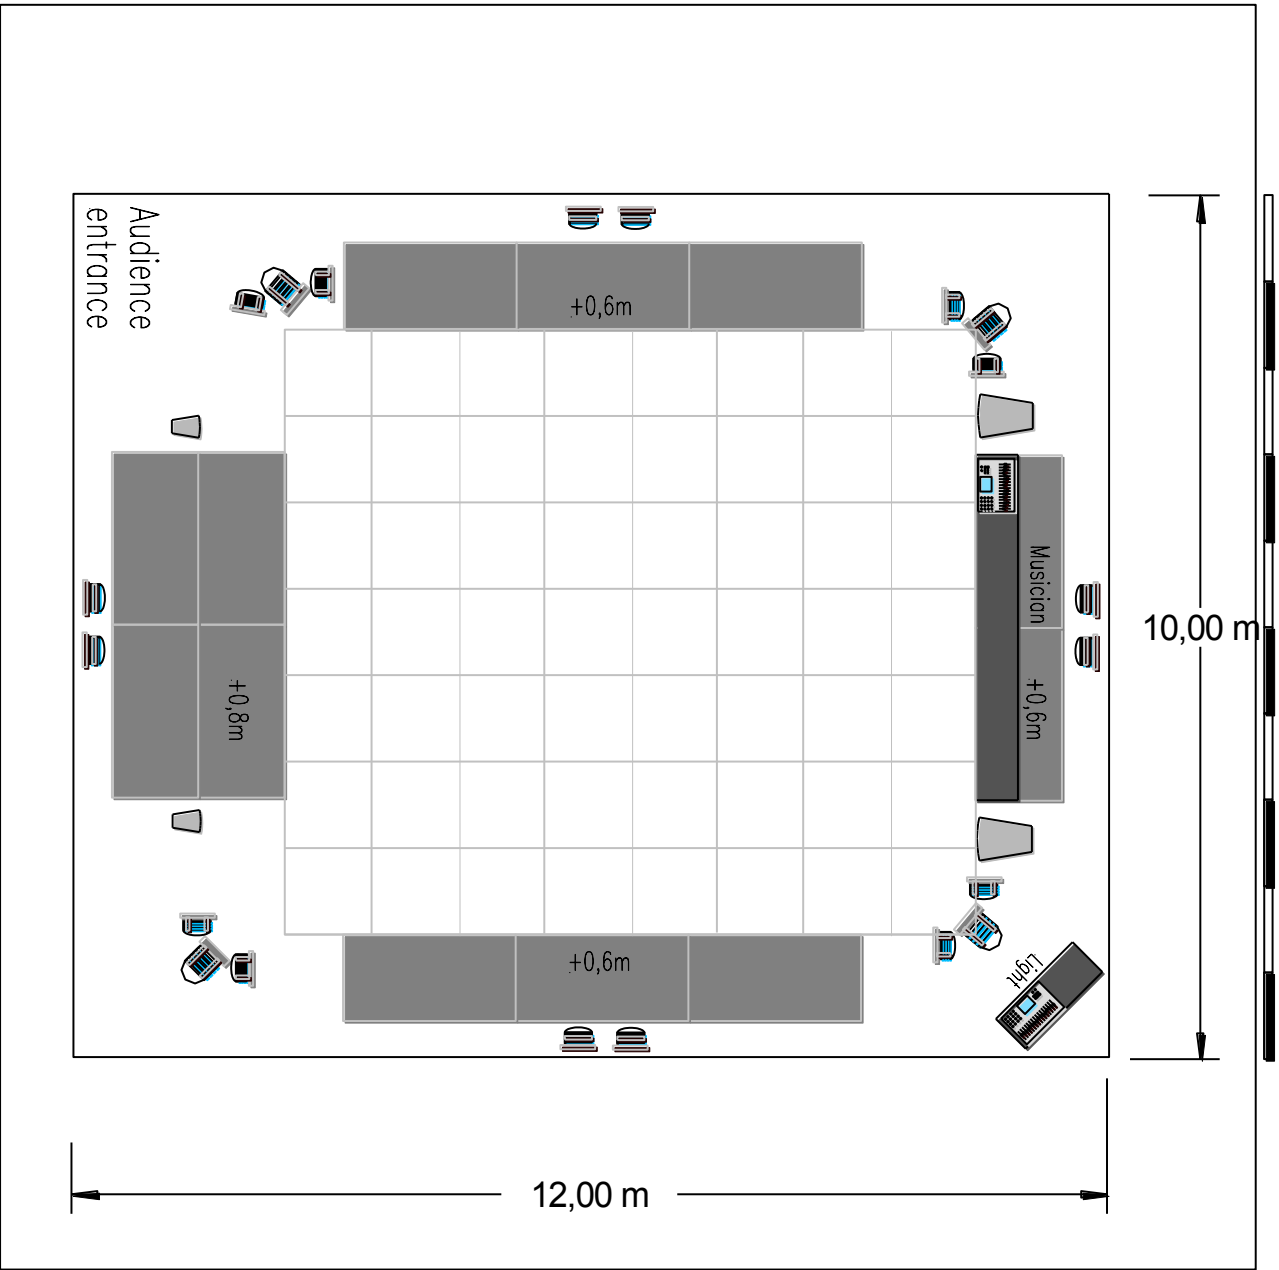 Audience
entrance
+0,6m
Musician
10,00 m
+0,8m
+0,6m
+0,6m
Light
12,00 m